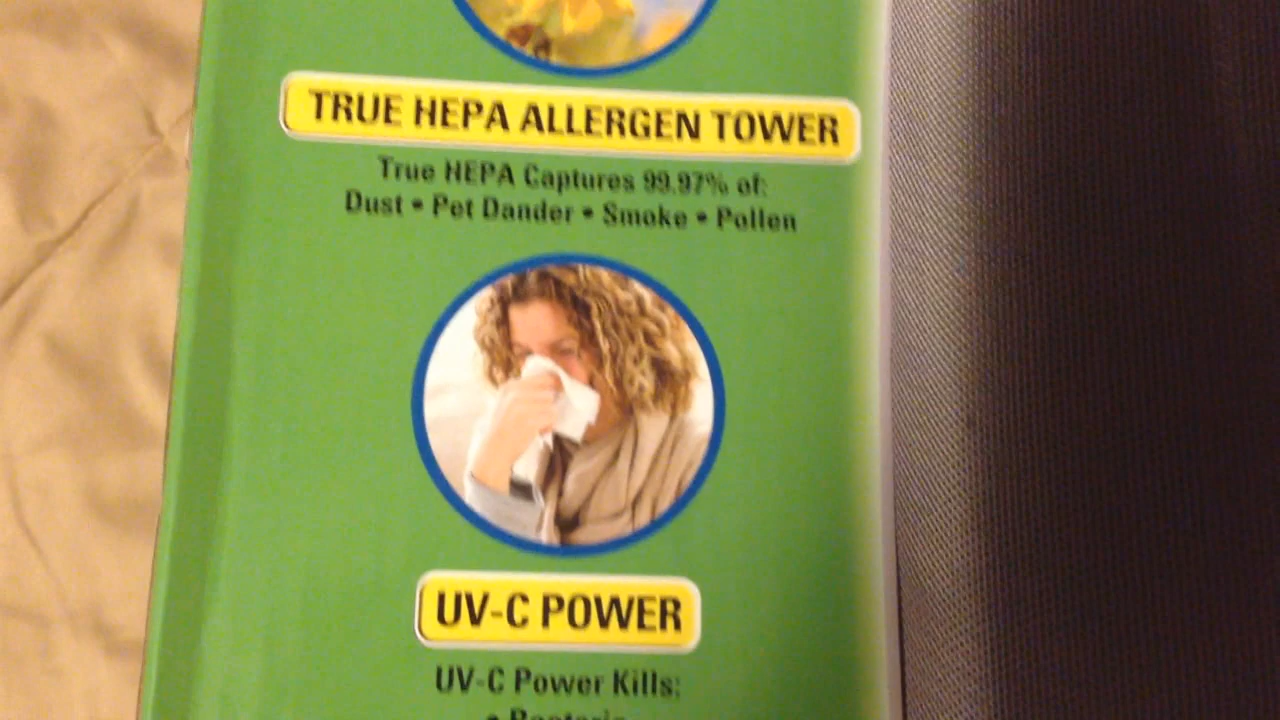 TRUE HEPA ALLERGEN TOWER
True HEPA Captures 99.97% of:
Dust • Pet Dander • Smoke • Pollen
UV-C POWER
UV-C Power Kills:
• Bacteria